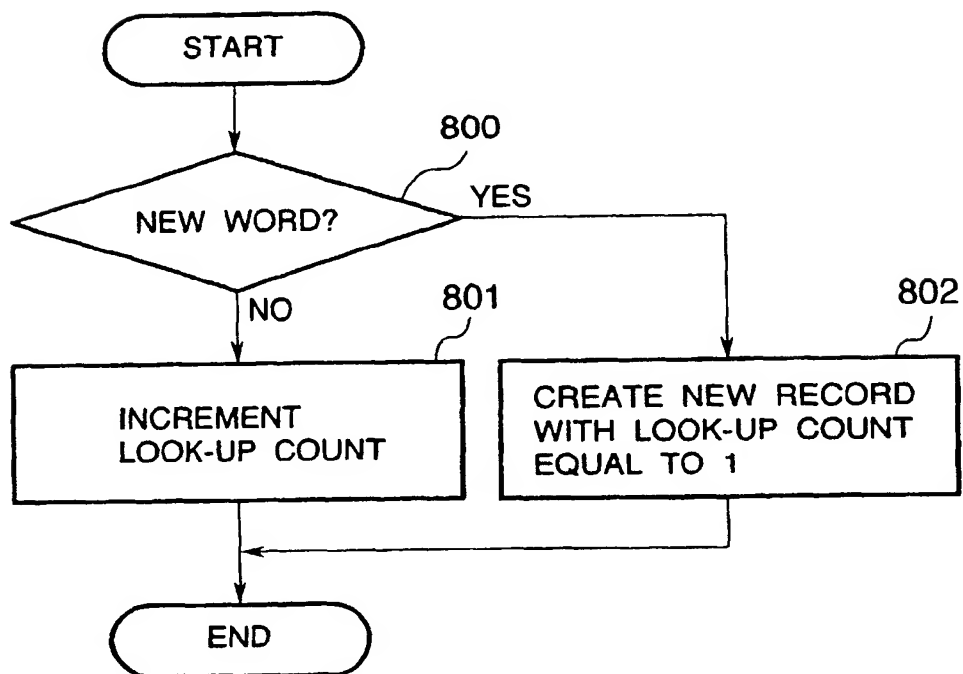 START
800
NEW WORD?
YES
NO
801
802
INCREMENT
LOOK-UP COUNT
CREATE NEW RECORD
WITH LOOK-UP COUNT
EQUAL TO 1
END